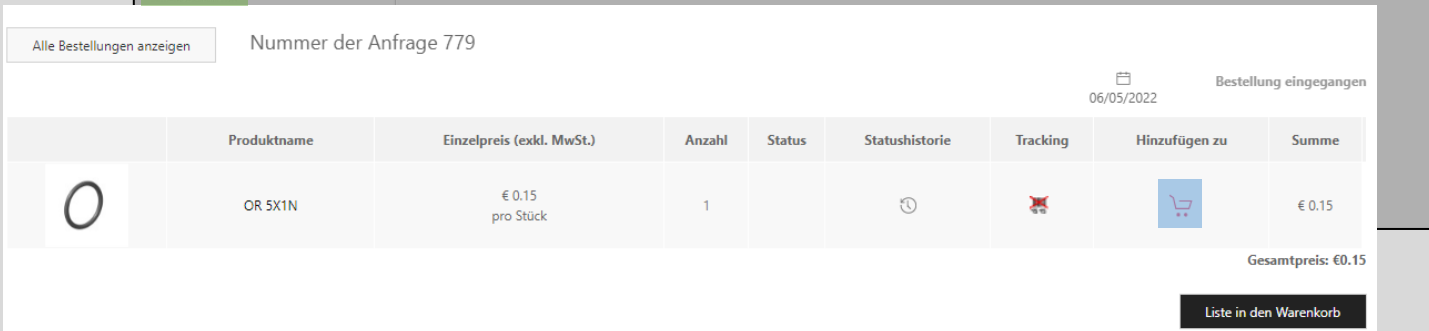 Alle Bestellungen anzeigen
Nummer der Anfrage 779
06/05/2022
Bestellung eingegangen
Produktname Einzelpreis (exkl. MwSt.) Anzahl Status Statushistorie Tracking Hinzufügen zu Summe
OR 5X1N
€ 0.15
pro Stück
1
€ 0.15
Gesamtpreis: €0.15
Liste in den Warenkorb